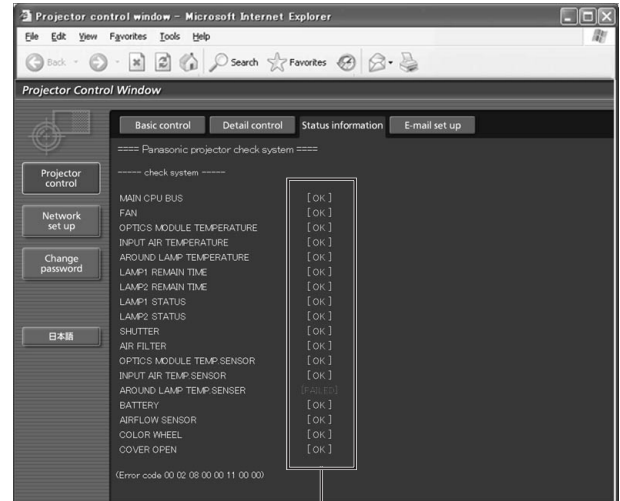 Projector control window - Microsoft Internet Explorer
File Edit View Favorites Tools Help
Back Search Favorites
Projector Control Window
Basic control Detail control Status information E-mail set up
==== Panasonic projector check system ====
Projector control
----- check system -----
MAIN CPU BUS [ OK ]
FAN [ OK ]
Network set up
OPTICS MODULE TEMPERATURE [ OK ]
INPUT AIR TEMPERATURE [ OK ]
AROUND LAMP TEMPERATURE [ OK ]
Change password
LAMP1 REMAIN TIME [ OK ]
LAMP2 REMAIN TIME [ OK ]
LAMP1 STATUS [ OK ]
LAMP2 STATUS [ OK ]
日本語
SHUTTER [ OK ]
AIR FILTER [ OK ]
OPTICS MODULE TEMP.SENSOR [ OK ]
INPUT AIR TEMP.SENSOR [ OK ]
AROUND LAMP TEMP.SENSER [FAILED]
BATTERY [ OK ]
AIRFLOW SENSOR [ OK ]
COLOR WHEEL [ OK ]
COVER OPEN [ OK ]
(Error code 00 02 08 00 00 11 00 00)